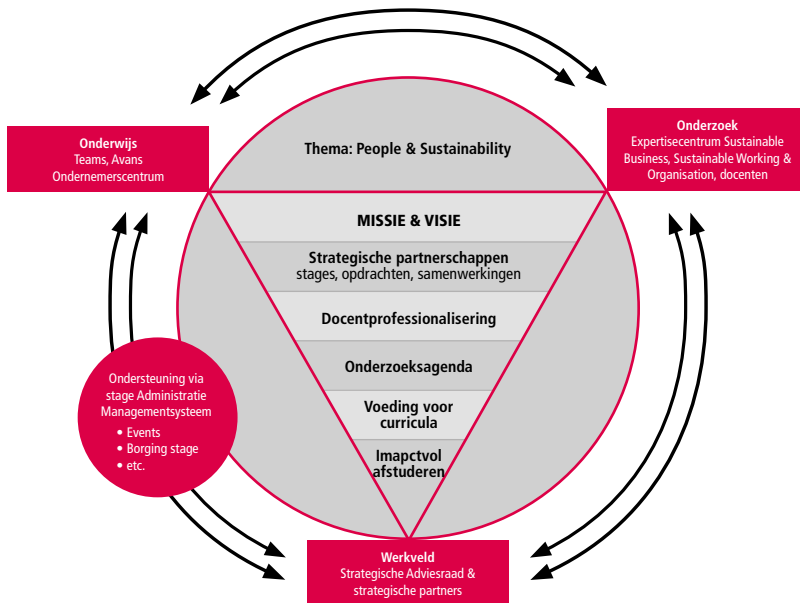 Onderwijs
Teams, Avans
Ondernemerscentrum
Onderzoek
Expertisecentrum Sustainable
Business, Sustainable Working &
Organisation, docenten
Thema: People & Sustainability
MISSIE & VISIE
Strategische partnerschappen
stages, opdrachten, samenwerkingen
Docentprofessionalisering
Onderzoeksagenda
Voeding voor
curricula
Imapctvol
afstuderen
Ondersteuning via
stage Administratie
Managementsysteem
• Events
• Borging stage
• etc.
Werkveld
Strategische Adviesraad &
strategische partners